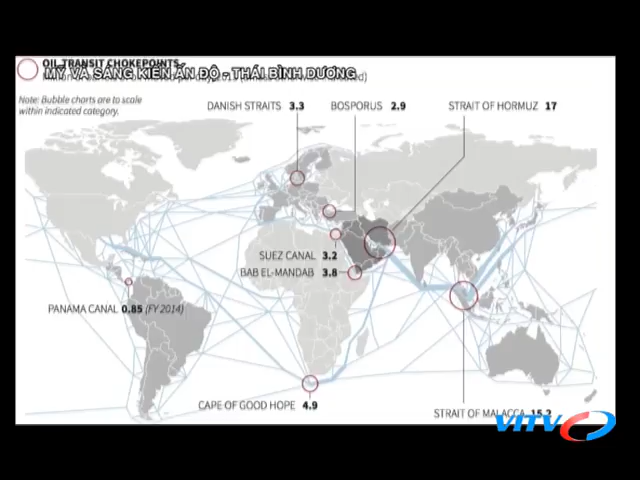 OIL TRANSIT CHOKEPOINTS
MỸ VÀ SÁNG KIẾN ẤN ĐỘ - THÁI BÌNH DƯƠNG
Note: Bubble charts are to scale
within indicated category.
DANISH STRAITS 3.3
BOSPORUS 2.9
STRAIT OF HORMUZ 17
SUEZ CANAL 3.2
BAB EL-MANDAB 3.8
PANAMA CANAL 0.85 (FY 2014)
CAPE OF GOOD HOPE 4.9
STRAIT OF MALACCA 15.2
VITV